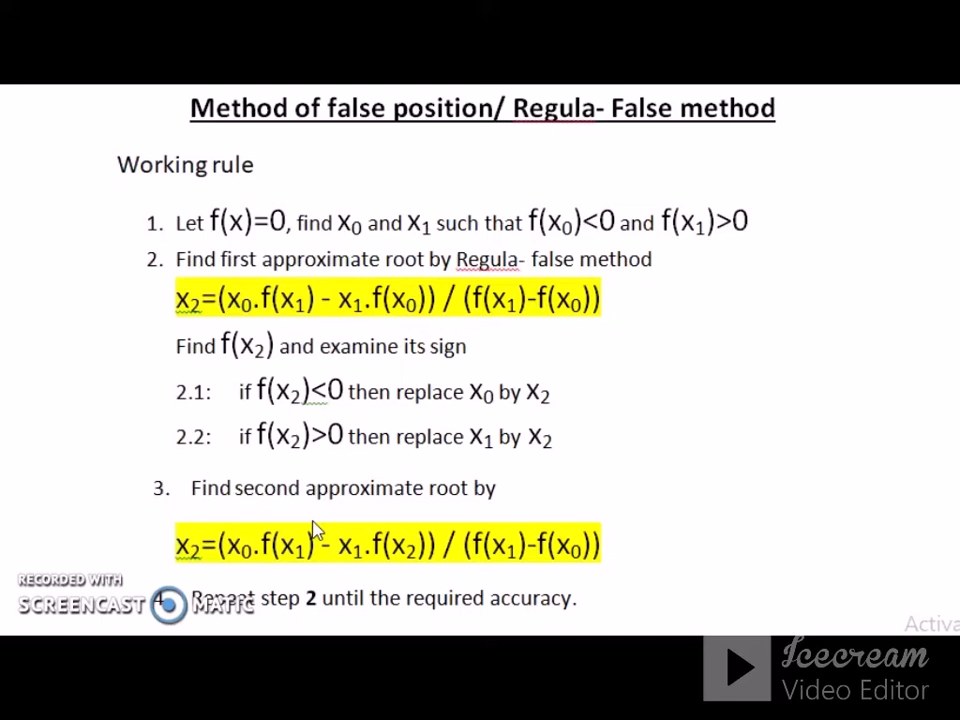 Method of false position/ Regula- False method
Working rule
1. Let f(x)=0, find x₀ and x₁ such that f(x₀)<0 and f(x₁)>0
2. Find first approximate root by Regula- false method
x₂=(x₀.f(x₁) - x₁.f(x₀)) / (f(x₁)-f(x₀))
Find f(x₂) and examine its sign
2.1: if f(x₂)<0 then replace x₀ by x₂
2.2: if f(x₂)>0 then replace x₁ by x₂
3. Find second approximate root by
x₂=(x₀.f(x₁) - x₁.f(x₂)) / (f(x₁)-f(x₀))
4. Repeat step 2 until the required accuracy.
RECORDED WITH
SCREENCAST MATIC
Activa
Icecream
Video Editor